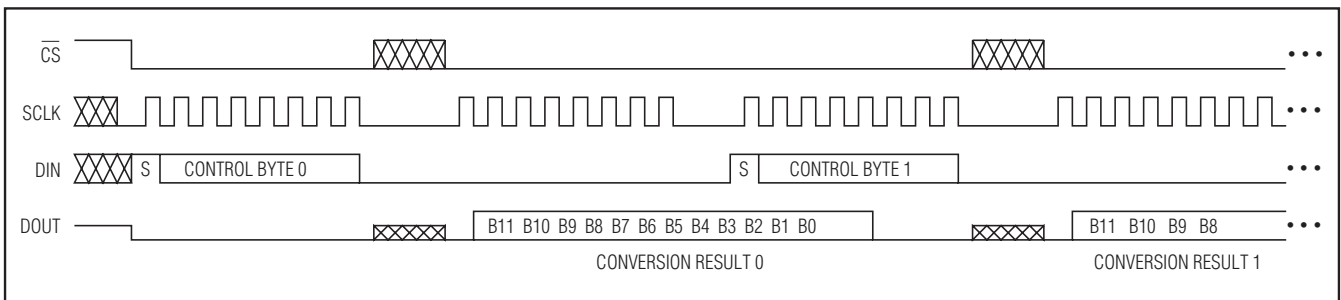 CS
•••
SCLK
•••
DIN S CONTROL BYTE 0 S CONTROL BYTE 1
•••
DOUT B11 B10 B9 B8 B7 B6 B5 B4 B3 B2 B1 B0 B11 B10 B9 B8
•••
CONVERSION RESULT 0 CONVERSION RESULT 1